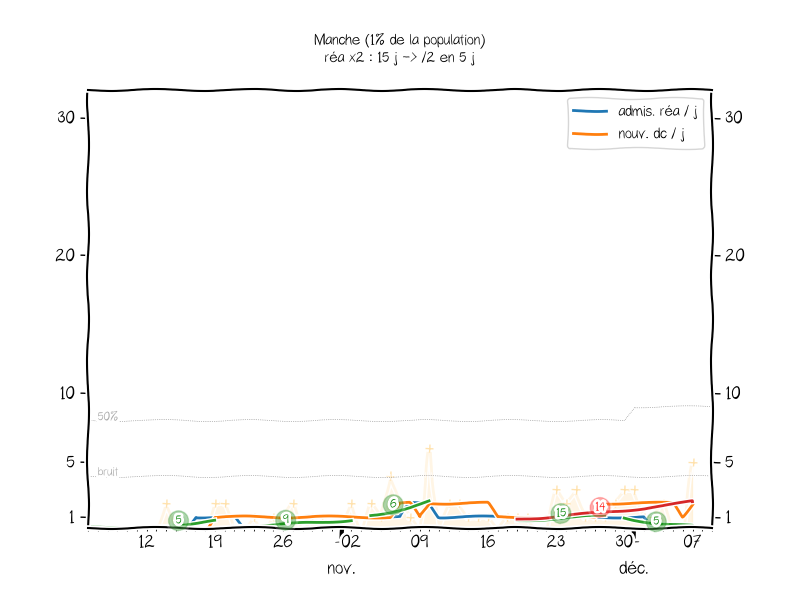 Manche (1% de la population)
réa x2 : 15 j -> /2 en 5 j
admis. réa / j
nouv. dc / j
30 30
20 20
10 10
50%
5 5
bruit
1 1
5 9 6 15 14 5
12 19 26 02 09 16 23 30 07
nov. déc.